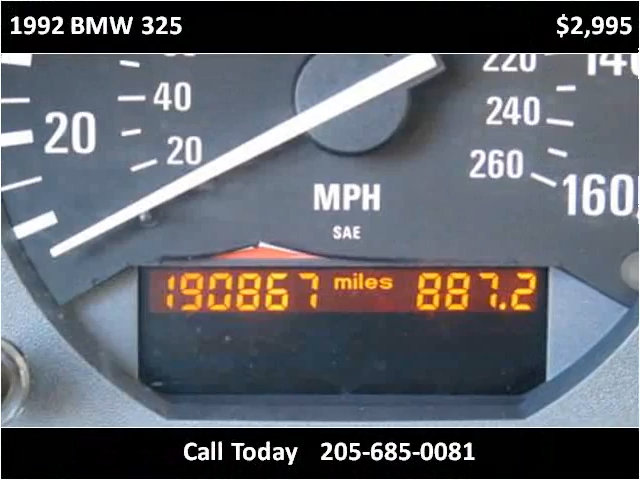 1992 BMW 325 $2,995
220 140
40 240
20 20 260 160
MPH
SAE
190867 miles 887.2
Call Today 205-685-0081